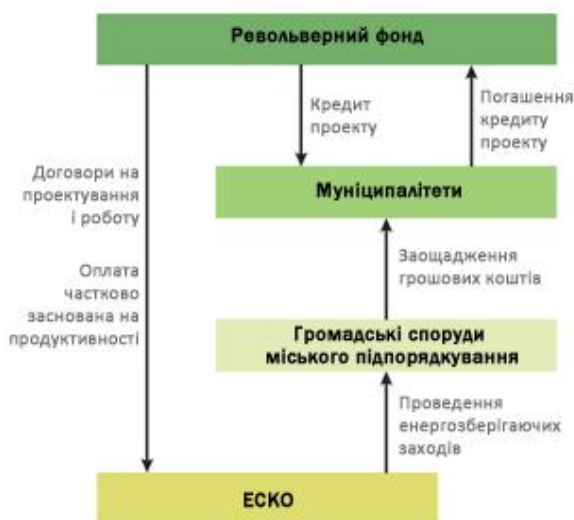 Револьверний фонд
Кредит
проекту
Погашення
кредиту
проекту
Договори на
проектування
і роботу
Муніципалітети
Оплата
частково
заснована на
продуктивності
Заощадження
грошових коштів
Громадські споруди
міського підпорядкування
Проведення
енергозберігаючих
заходів
ЕСКО